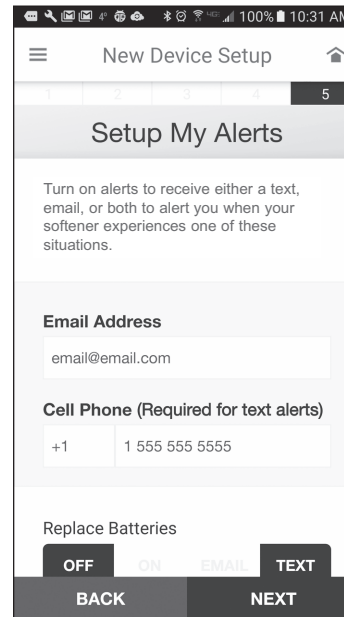 4° 4G 100% 10:31 AM
New Device Setup
1 2 3 4 5
Setup My Alerts
Turn on alerts to receive either a text,
email, or both to alert you when your
softener experiences one of these
situations.
Email Address
email@email.com
Cell Phone (Required for text alerts)
+1 1 555 555 5555
Replace Batteries
OFF ON EMAIL TEXT
BACK NEXT